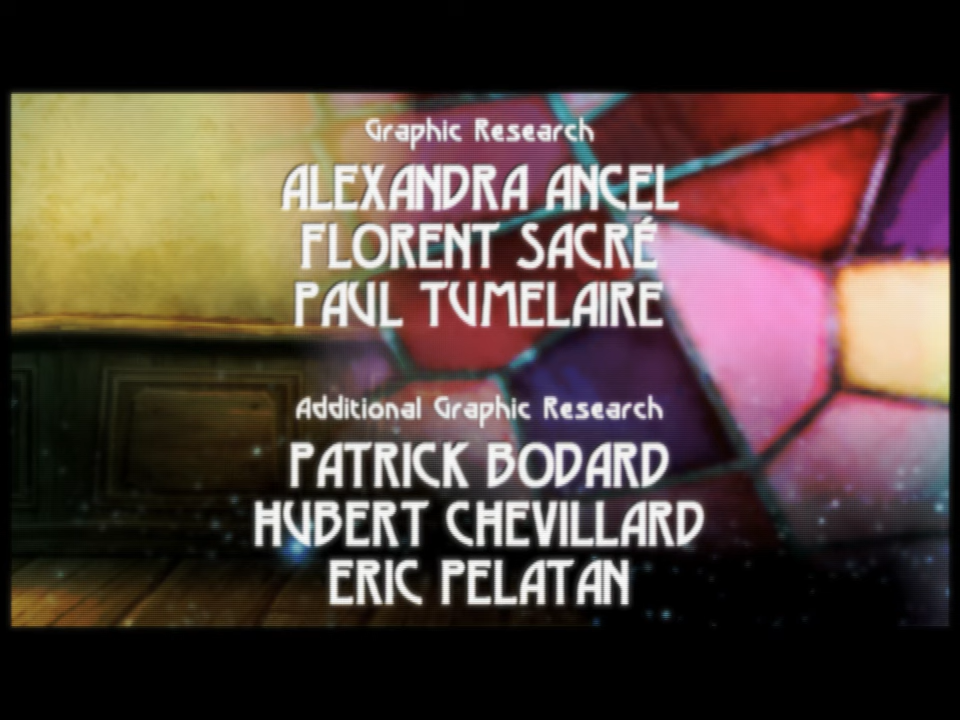 Graphic Research
ALEXANDRA ANCEL
FLORENT SACRÉ
PAUL TUMELAIRE
Additional Graphic Research
PATRICK BODARD
HUBERT CHEVILLARD
ERIC PELATAN